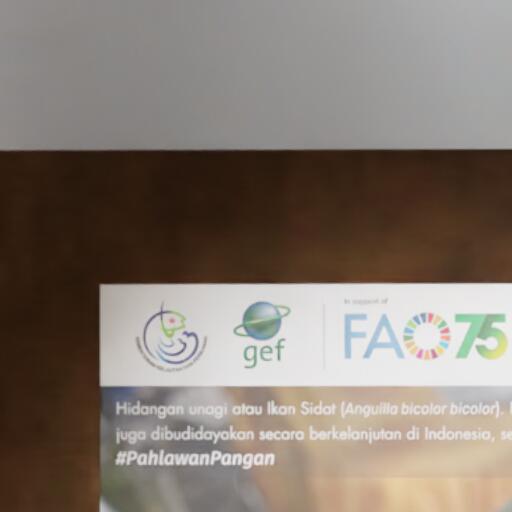 In support of
gef
FAO75
Hidangan unagi atau Ikan Sidat (Anguilla bicolor bicolor).
juga dibudidayakan secara berkelanjutan di Indonesia, se
#PahlawanPangan